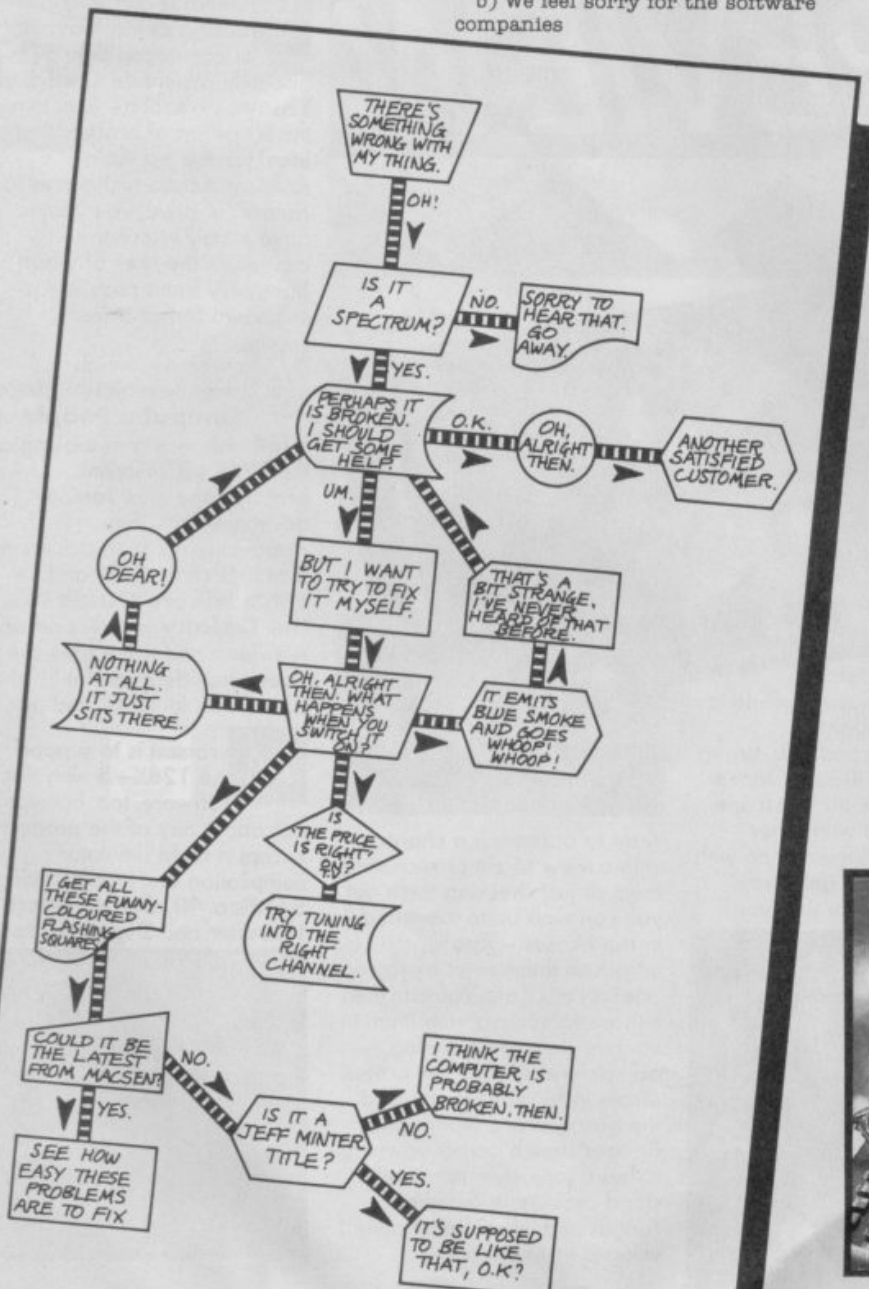 b) We feel sorry for the software
companies
THERE'S
SOMETHING
WRONG WITH
MY THING.
OH!
IS IT
A
SPECTRUM?
NO.
SORRY TO
HEAR THAT.
GO
AWAY.
YES.
PERHAPS IT
IS BROKEN.
I SHOULD
GET SOME
HELP.
O.K.
OH,
ALRIGHT
THEN.
ANOTHER
SATISFIED
CUSTOMER.
UM.
OH
DEAR!
BUT I WANT
TO TRY TO FIX
IT MYSELF.
THAT'S A
BIT STRANGE.
I'VE NEVER
HEARD OF THAT
BEFORE.
NOTHING
AT ALL.
IT JUST
SITS THERE.
OH, ALRIGHT
THEN. WHAT
HAPPENS
WHEN YOU
SWITCH IT
ON?
IT EMITS
BLUE SMOKE
AND GOES
WHOOP!
WHOOP!
IS
'THE PRICE
IS RIGHT'
ON?
T.V
I GET ALL
THESE FUNNY-
COLOURED
FLASHING
SQUARES
TRY TUNING
INTO THE
RIGHT
CHANNEL.
COULD IT BE
THE LATEST
FROM MACSEN?
NO.
I THINK THE
COMPUTER IS
PROBABLY
BROKEN, THEN.
YES.
IS IT A
JEFF MINTER
TITLE?
NO.
SEE HOW
EASY THESE
PROBLEMS
ARE TO FIX
YES.
IT'S SUPPOSED
TO BE LIKE
THAT, O.K?